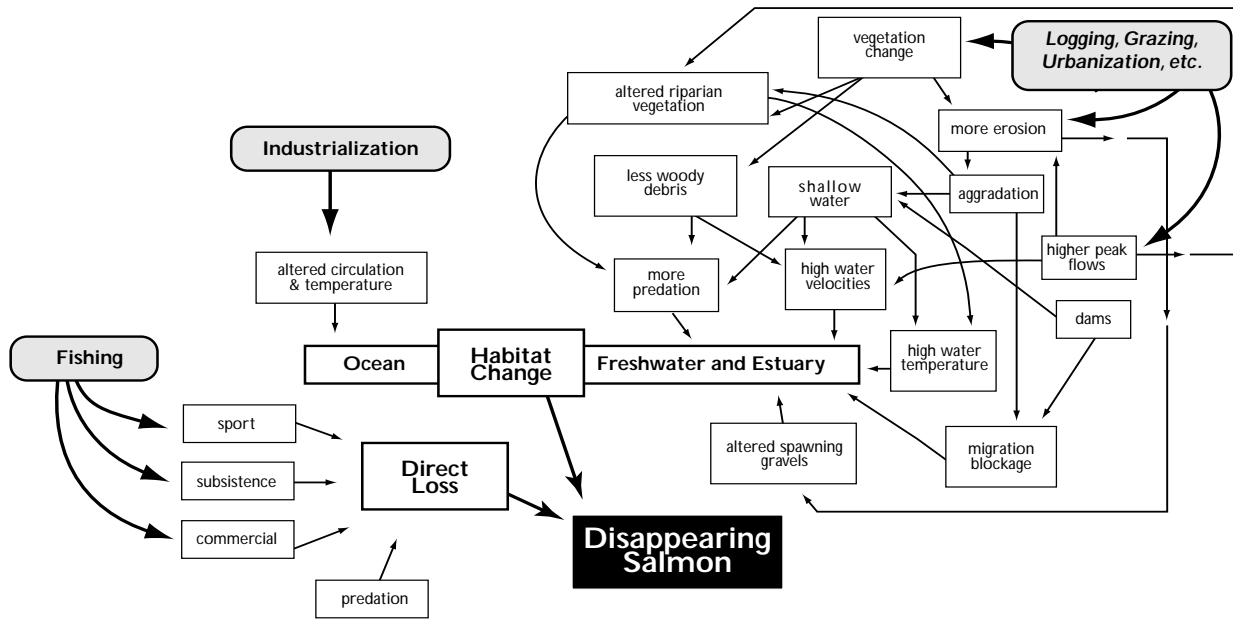 vegetation
change
Logging, Grazing,
Urbanization, etc.
altered riparian
vegetation
more erosion
Industrialization
less woody
debris
shallow
water
aggradation
altered circulation
& temperature
more
predation
high water
velocities
higher peak
flows
dams
Fishing
Ocean
Habitat
Change
Freshwater and Estuary
high water
temperature
sport
altered spawning
gravels
migration
blockage
subsistence
Direct
Loss
commercial
Disappearing
Salmon
predation